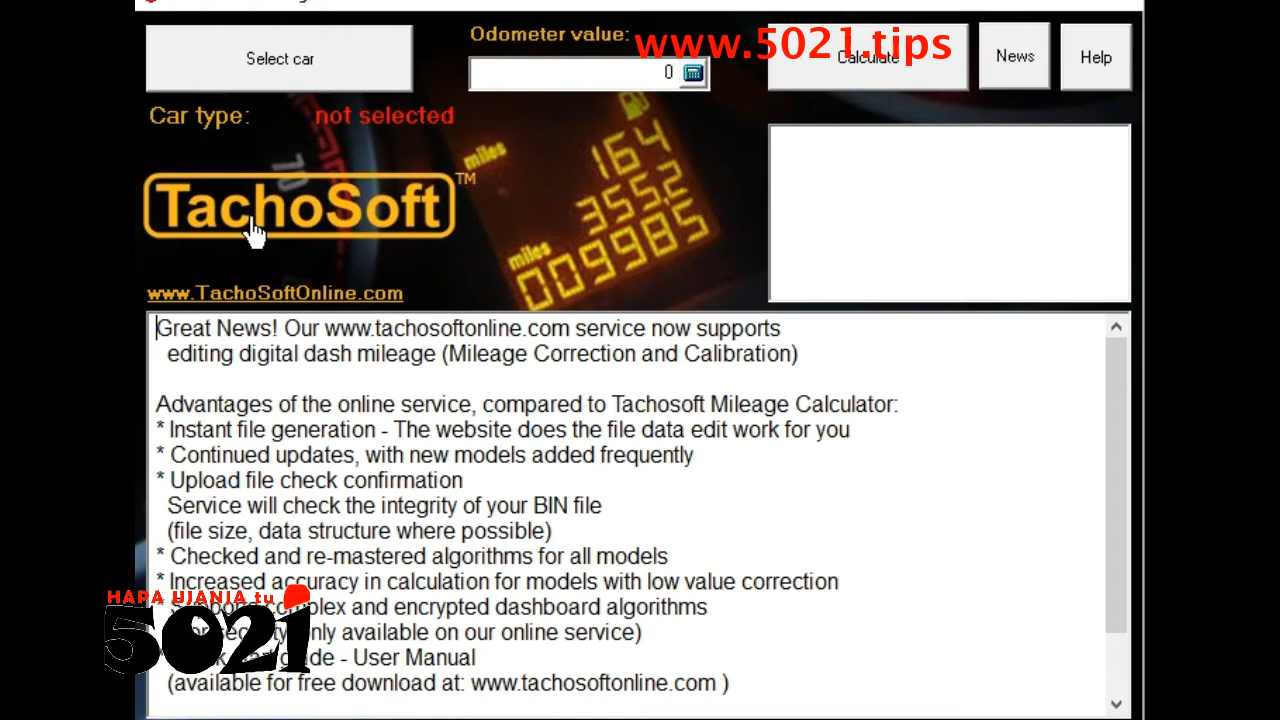 Select car
Odometer value:
www.5021.tips
Calculate
News
Help
0
Car type: not selected
TachoSoft™
miles
164
355.2
miles
009985
www.TachoSoftOnline.com
Great News! Our www.tachosoftonline.com service now supports
editing digital dash mileage (Mileage Correction and Calibration)
Advantages of the online service, compared to Tachosoft Mileage Calculator:
* Instant file generation - The website does the file data edit work for you
* Continued updates, with new models added frequently
* Upload file check confirmation
Service will check the integrity of your BIN file
(file size, data structure where possible)
* Checked and re-mastered algorithms for all models
* Increased accuracy in calculation for models with low value correction
and encrypted dashboard algorithms
only available on our online service)
- User Manual
(available for free download at: www.tachosoftonline.com )
HAPA UJANJA tu
5021